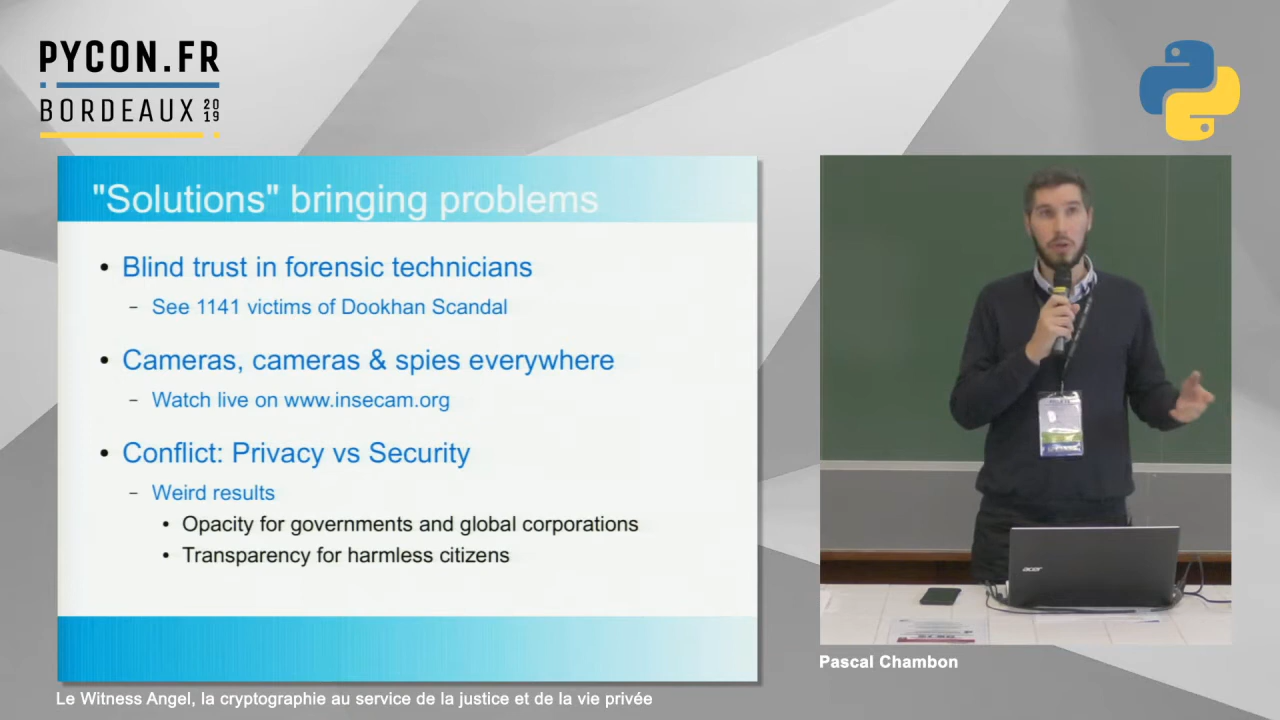 PYCON.FR
BORDEAUX 2019
"Solutions" bringing problems
• Blind trust in forensic technicians
– See 1141 victims of Dookhan Scandal
• Cameras, cameras & spies everywhere
– Watch live on www.insecam.org
• Conflict: Privacy vs Security
– Weird results
• Opacity for governments and global corporations
• Transparency for harmless citizens
acer
Pascal Chambon
Le Witness Angel, la cryptographie au service de la justice et de la vie privée